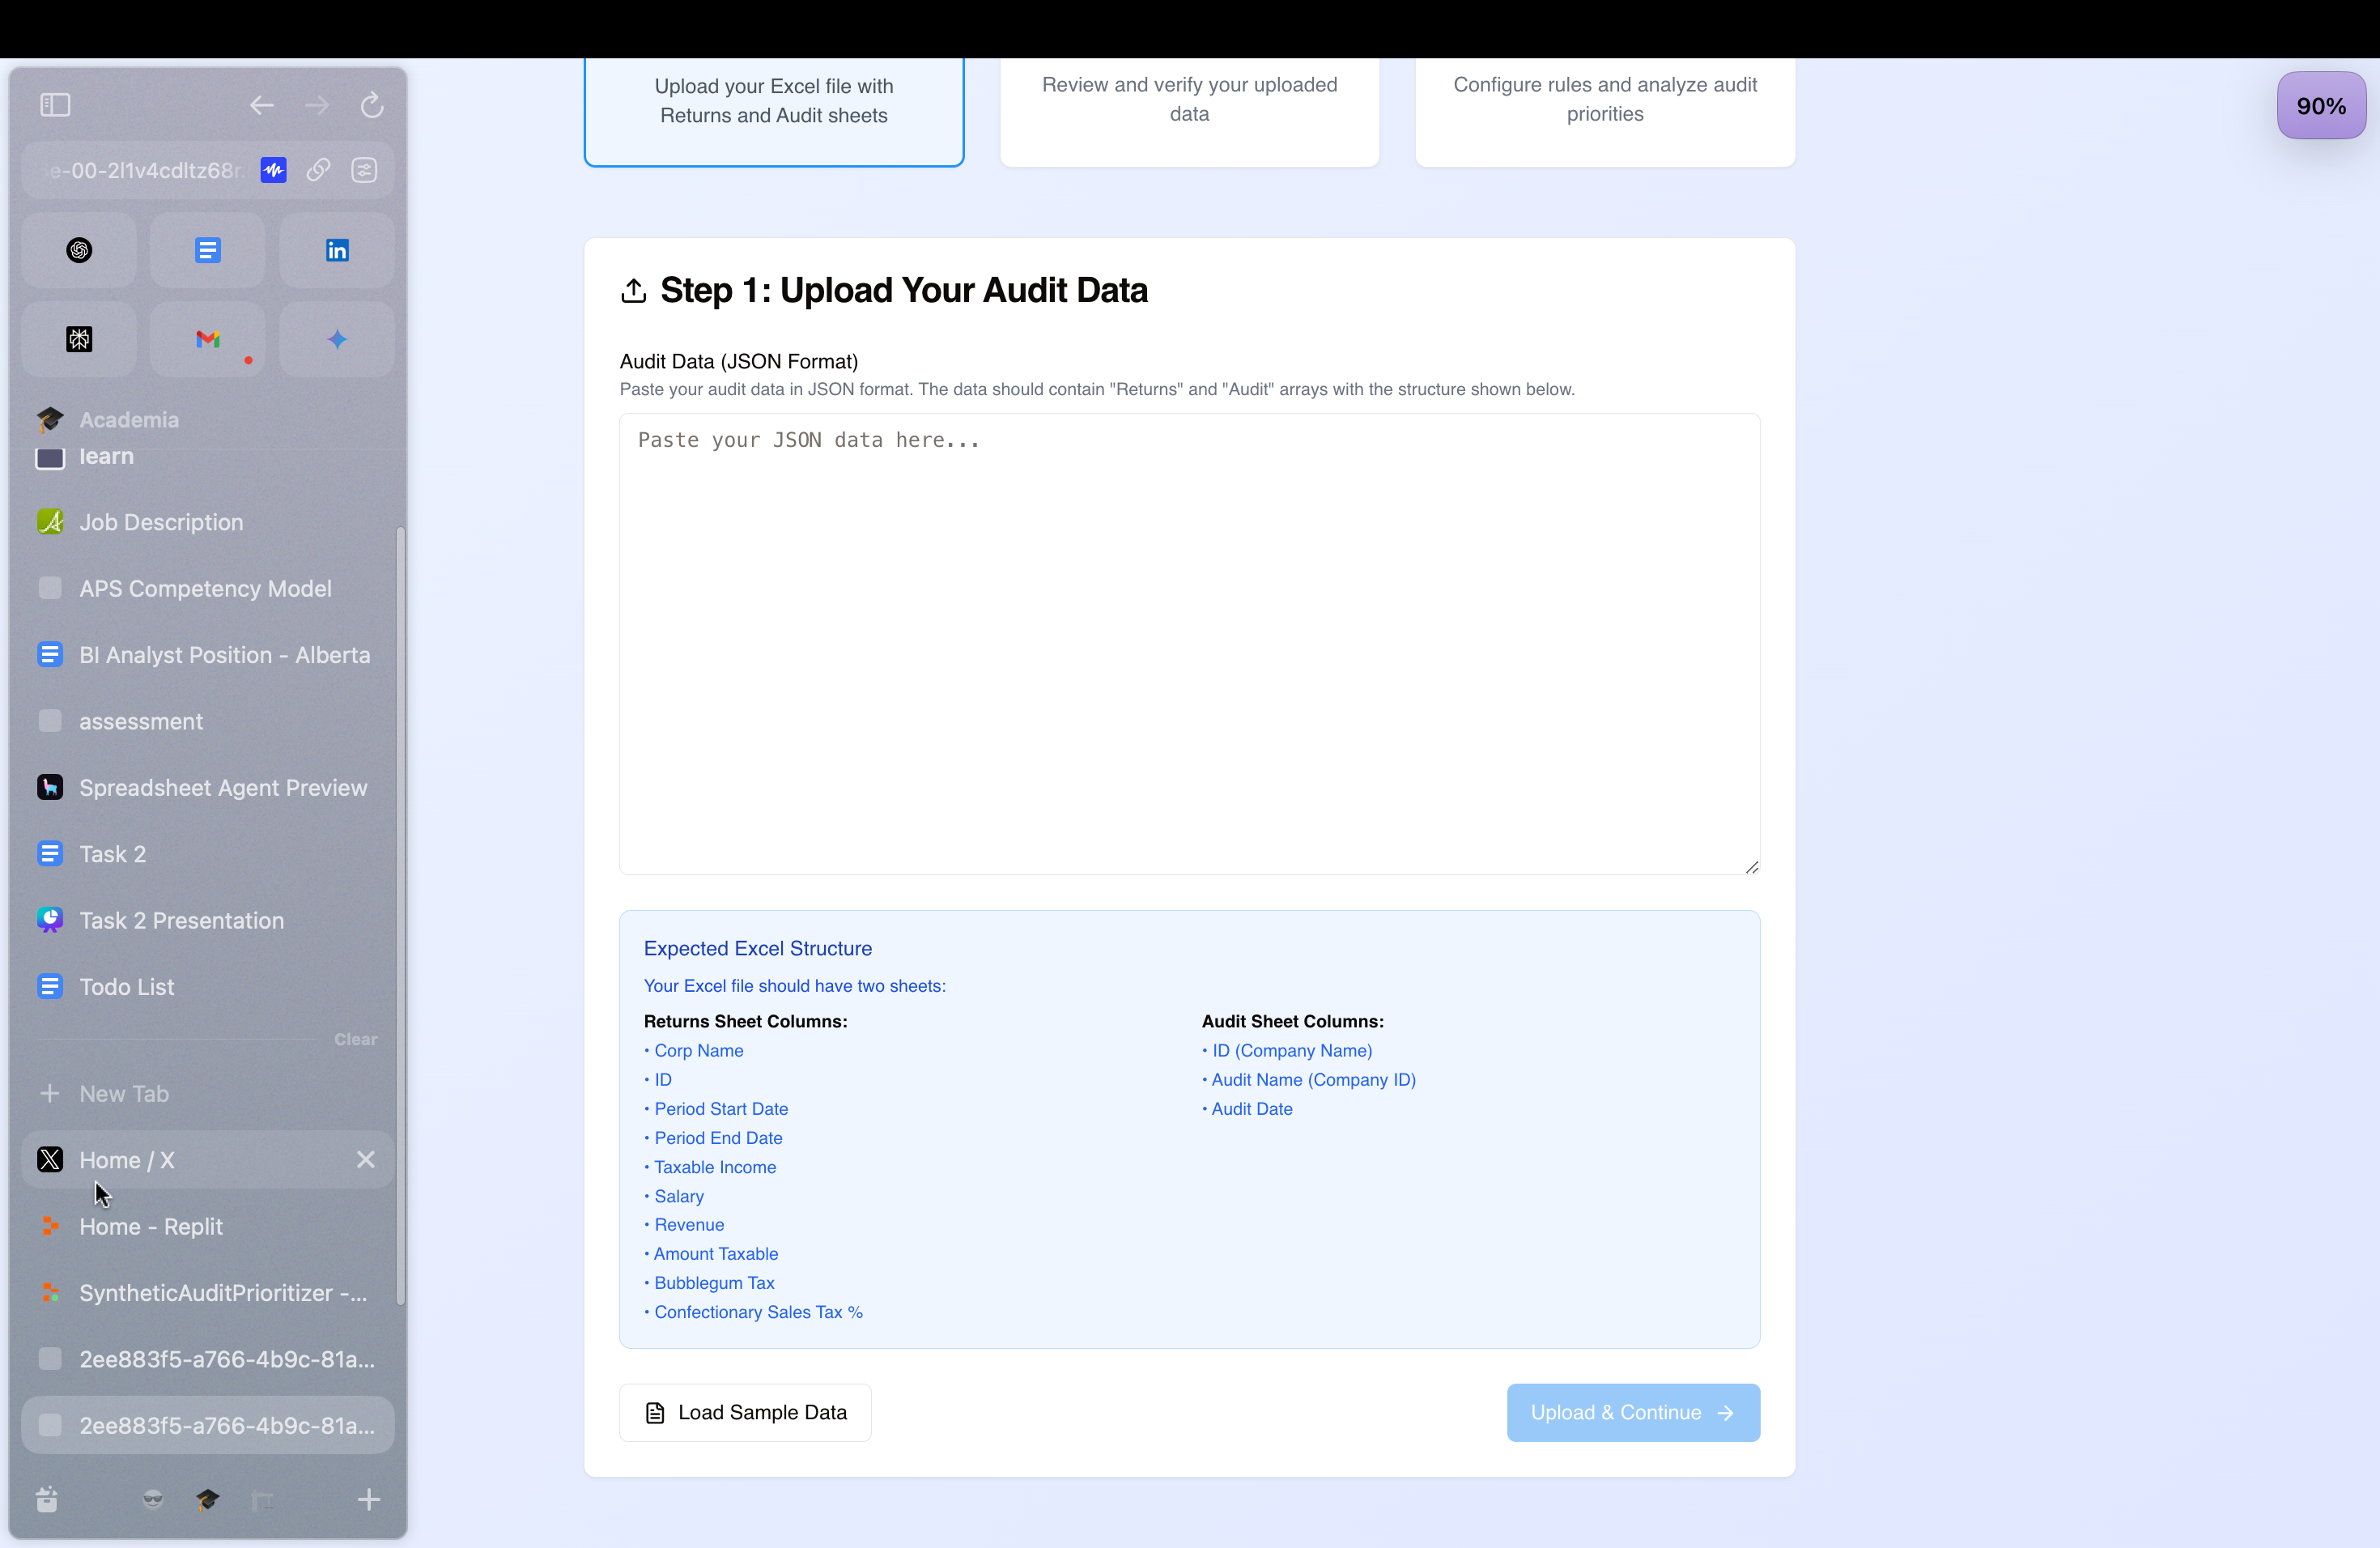 Upload your Excel file with
Returns and Audit sheets
Review and verify your uploaded
data
Configure rules and analyze audit
priorities
90%
e-00-2l1v4cdltz68r
in
Academia
learn
Job Description
APS Competency Model
BI Analyst Position - Alberta
assessment
Spreadsheet Agent Preview
Task 2
Task 2 Presentation
Todo List
Clear
New Tab
Home / X
Home - Replit
SyntheticAuditPrioritizer -...
2ee883f5-a766-4b9c-81a...
2ee883f5-a766-4b9c-81a...
Step 1: Upload Your Audit Data
Audit Data (JSON Format)
Paste your audit data in JSON format. The data should contain "Returns" and "Audit" arrays with the structure shown below.
Paste your JSON data here...
Expected Excel Structure
Your Excel file should have two sheets:
Returns Sheet Columns:
• Corp Name
• ID
• Period Start Date
• Period End Date
• Taxable Income
• Salary
• Revenue
• Amount Taxable
• Bubblegum Tax
• Confectionary Sales Tax %
Audit Sheet Columns:
• ID (Company Name)
• Audit Name (Company ID)
• Audit Date
Load Sample Data
Upload & Continue